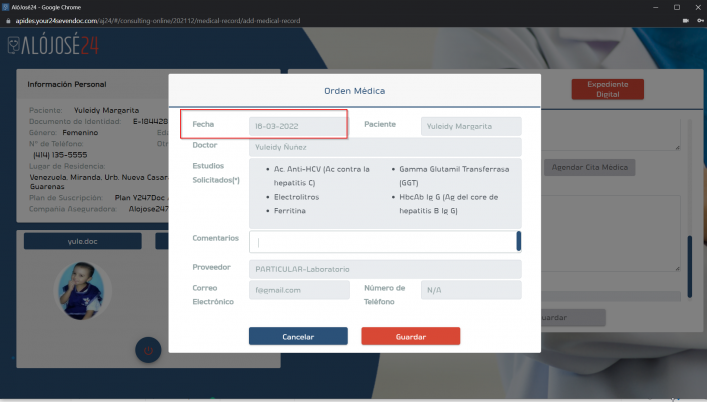 AlóJosé24 - Google Chrome
apides.your24sevendoc.com/aj24/#/consulting-online/202112/medical-record/add-medical-record
ALÓJOSÉ24
Información Personal
Paciente: Yuleidy Margarita
Documento de Identidad: E-184428
Género: Femenino Eda
N° de Teléfono: Otr
(414) 135-5555
Lugar de Residencia:
Venezuela. Miranda. Urb. Nueva Casar
Guarenas
Plan de Suscripción: Plan Y247Doc
Compañía Aseguradora: Alojose247
yule.doc
Orden Médica
Fecha 16-03-2022 Paciente Yuleidy Margarita
Doctor Yuleidy Ñuñez
Estudios Solicitados(*)
Ac. Anti-HCV (Ac contra la
hepatitis C)
Electrolitros
Ferritina
Gamma Glutamil Transferrasa
(GGT)
HbcAb Ig G (Ag del core de
hepatitis B Ig G)
Comentarios
Proveedor PARTICULAR-Laboratorio
Correo Electrónico f@gmail.com Número de Teléfono N/A
Cancelar Guardar
Expediente
Digital
Agendar Cita Médica
uardar